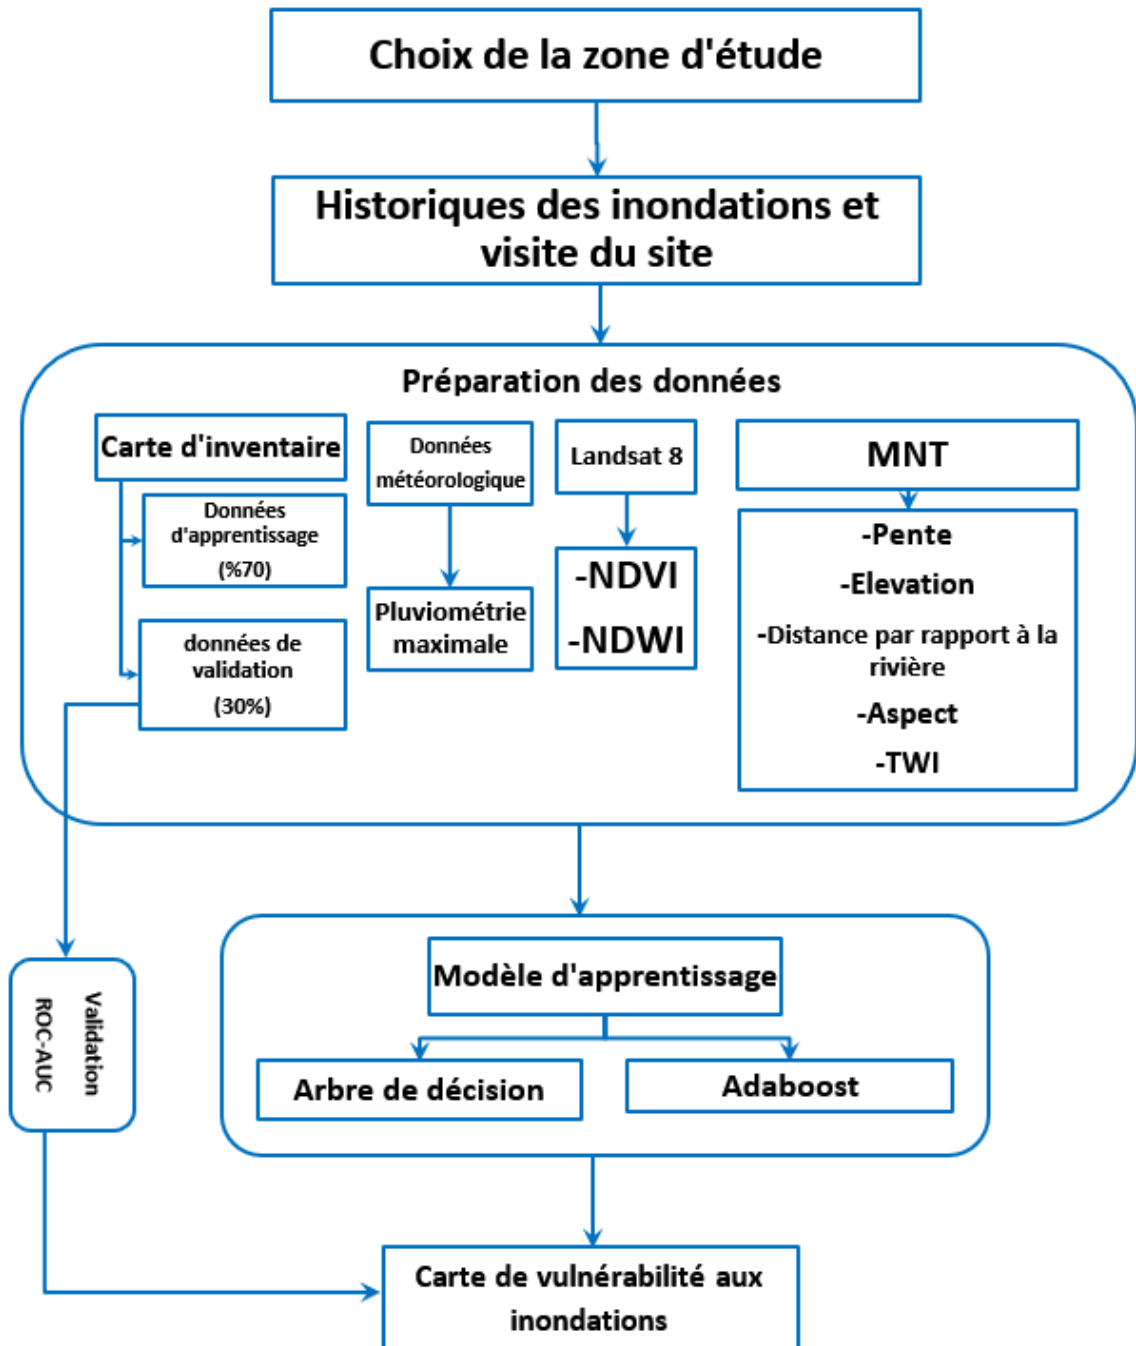 Choix de la zone d'étude
Historiques des inondations et
visite du site
Préparation des données
Carte d'inventaire
Données
d'apprentissage
(%70)
données de
validation
(30%)
Données
météorologique
Pluviométrie
maximale
Landsat 8
-NDVI
-NDWI
MNT
-Pente
-Elevation
-Distance par rapport à la
rivière
-Aspect
-TWI
Modèle d'apprentissage
Arbre de décision
Adaboost
Validation
ROC-AUC
Carte de vulnérabilité aux
inondations